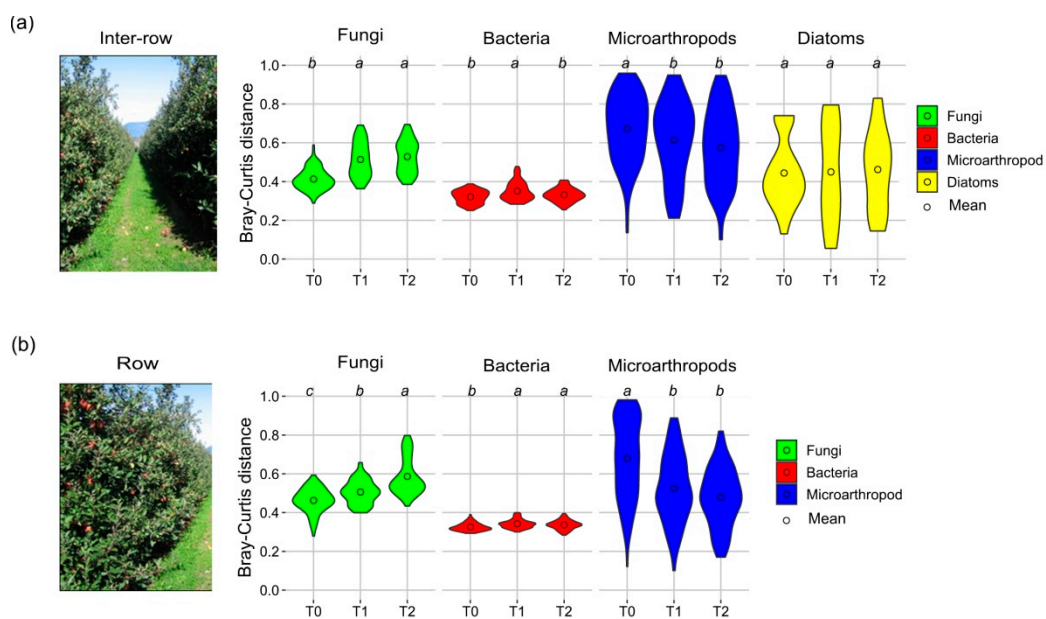 (a)
Inter-row
Fungi
Bacteria
Microarthropods
Diatoms
b a a
b a b
a b b
a a a
Bray-Curtis distance
1.0
0.8
0.6
0.4
0.2
0.0
T0 T1 T2
T0 T1 T2
T0 T1 T2
T0 T1 T2
Fungi
Bacteria
Microarthropod
Diatoms
Mean
(b)
Row
Fungi
Bacteria
Microarthropods
c b a
b a a
a b b
Bray-Curtis distance
1.0
0.8
0.6
0.4
0.2
0.0
T0 T1 T2
T0 T1 T2
T0 T1 T2
Fungi
Bacteria
Microarthropod
Mean